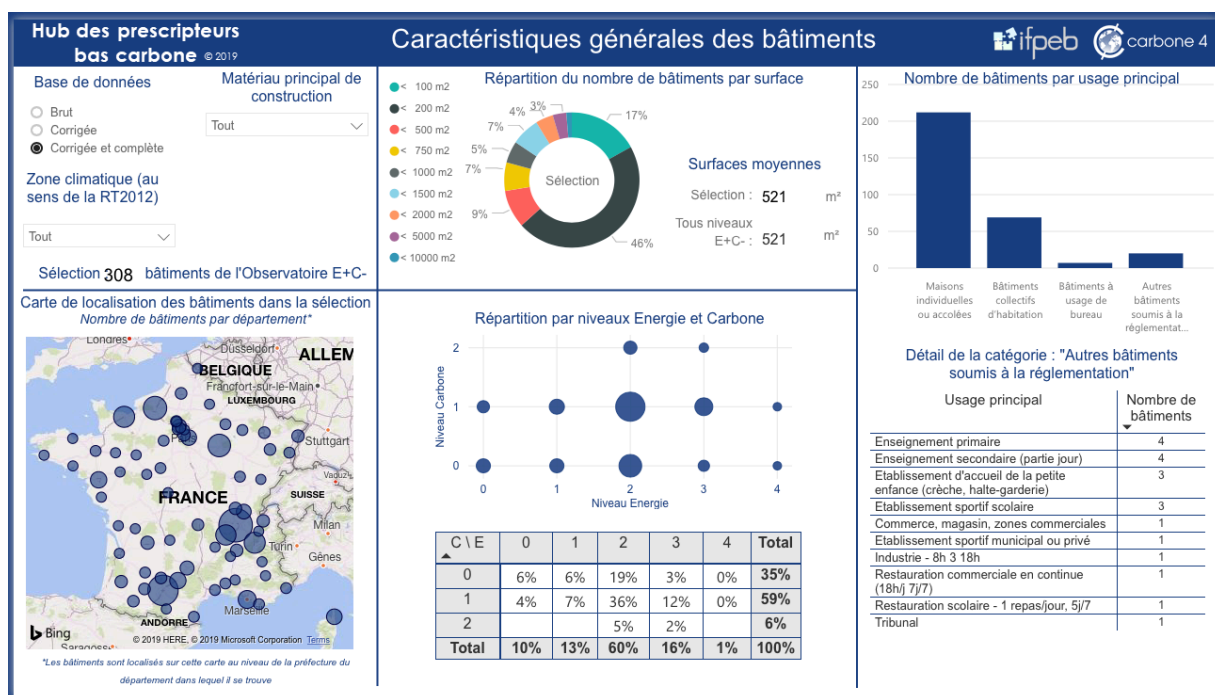 Hub des prescripteurs
bas carbone © 2019
Caractéristiques générales des bâtiments
ifpeb
carbone 4
Base de données
Brut
Corrigée
Corrigée et complète
Matériau principal de
construction
Tout
Zone climatique (au
sens de la RT2012)
Tout
Sélection 308 bâtiments de l'Observatoire E+C-
Répartition du nombre de bâtiments par surface
< 100 m2
< 200 m2
< 500 m2
< 750 m2
< 1000 m2
< 1500 m2
< 2000 m2
< 5000 m2
< 10000 m2
3%
4%
17%
7%
5%
7%
9%
46%
Sélection
Surfaces moyennes
Sélection : 521 m²
Tous niveaux
E+C- : 521 m²
Nombre de bâtiments par usage principal
250
200
150
100
50
0
Maisons
individuelles
ou accolées
Bâtiments
collectifs
d'habitation
Bâtiments à
usage de
bureau
Autres
bâtiments
soumis à la
réglementat...
Carte de localisation des bâtiments dans la sélection
Nombre de bâtiments par département*
Londres
Düsseldorf
ALLEM
BELGIQUE
Francfort-sur-le-Main
LUXEMBOURG
Paris
Stuttgart
Vaduz
FRANCE
SUISSE
Milan
Turin
Gênes
Marseille
ANDORRE
Bing
© 2019 HERE, © 2019 Microsoft Corporation Terms
Saragosse
*Les bâtiments sont localisés sur cette carte au niveau de la préfecture du
département dans lequel il se trouve
Répartition par niveaux Energie et Carbone
Niveau Carbone
2
1
0
0 1 2 3 4
Niveau Energie
C \ E 0 1 2 3 4 Total
0 6% 6% 19% 3% 0% 35%
1 4% 7% 36% 12% 0% 59%
2 5% 2% 6%
Total 10% 13% 60% 16% 1% 100%
Détail de la catégorie : "Autres bâtiments
soumis à la réglementation"
Usage principal Nombre de
bâtiments
Enseignement primaire 4
Enseignement secondaire (partie jour) 4
Etablissement d'accueil de la petite 3
enfance (crèche, halte-garderie)
Etablissement sportif scolaire 3
Commerce, magasin, zones commerciales 1
Etablissement sportif municipal ou privé 1
Industrie - 8h 3 18h 1
Restauration commerciale en continue 1
(18h/j 7j/7)
Restauration scolaire - 1 repas/jour, 5j/7 1
Tribunal 1